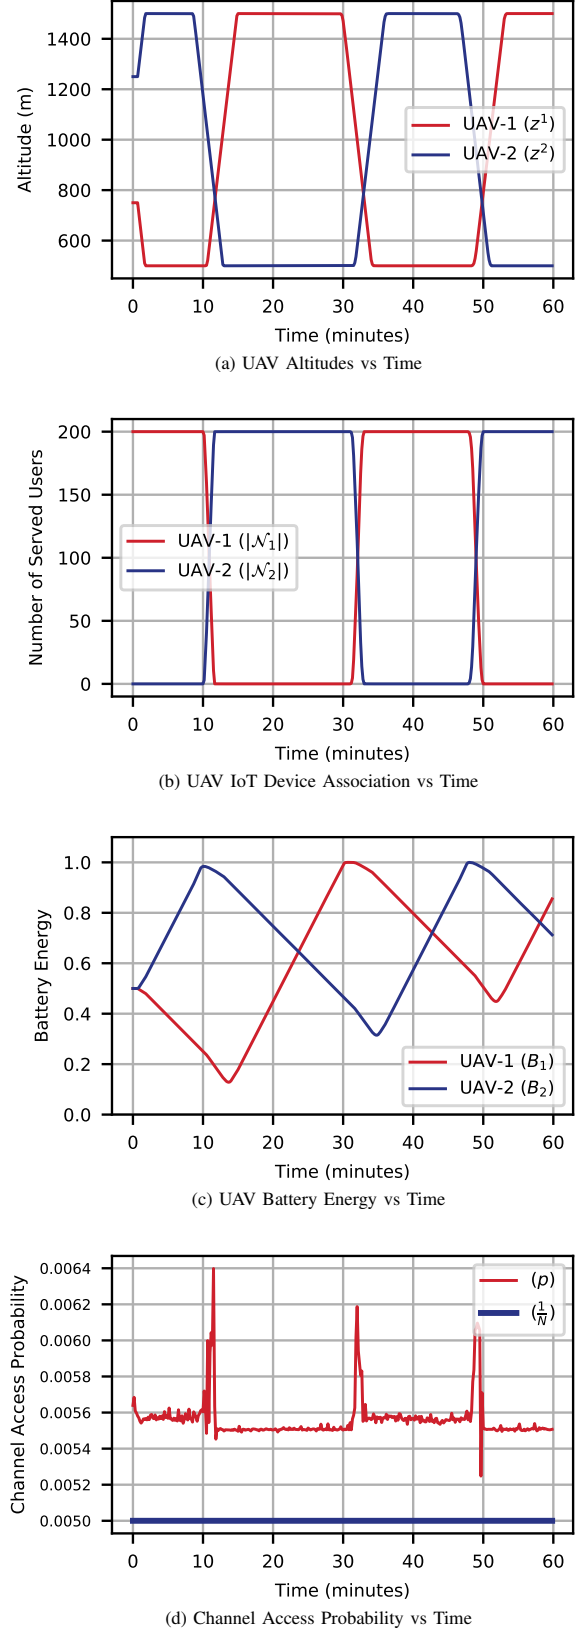 1400
1200
1000
800
600
Altitude (m)
UAV-1 (z¹)
UAV-2 (z²)
0 10 20 30 40 50 60
Time (minutes)
(a) UAV Altitudes vs Time
200
150
100
50
0
Number of Served Users
UAV-1 (|𝒩₁|)
UAV-2 (|𝒩₂|)
0 10 20 30 40 50 60
Time (minutes)
(b) UAV IoT Device Association vs Time
1.0
0.8
0.6
0.4
0.2
0.0
Battery Energy
UAV-1 (B₁)
UAV-2 (B₂)
0 10 20 30 40 50 60
Time (minutes)
(c) UAV Battery Energy vs Time
0.0064
0.0062
0.0060
0.0058
0.0056
0.0054
0.0052
0.0050
Channel Access Probability
(p)
(1/N)
0 10 20 30 40 50 60
Time (minutes)
(d) Channel Access Probability vs Time